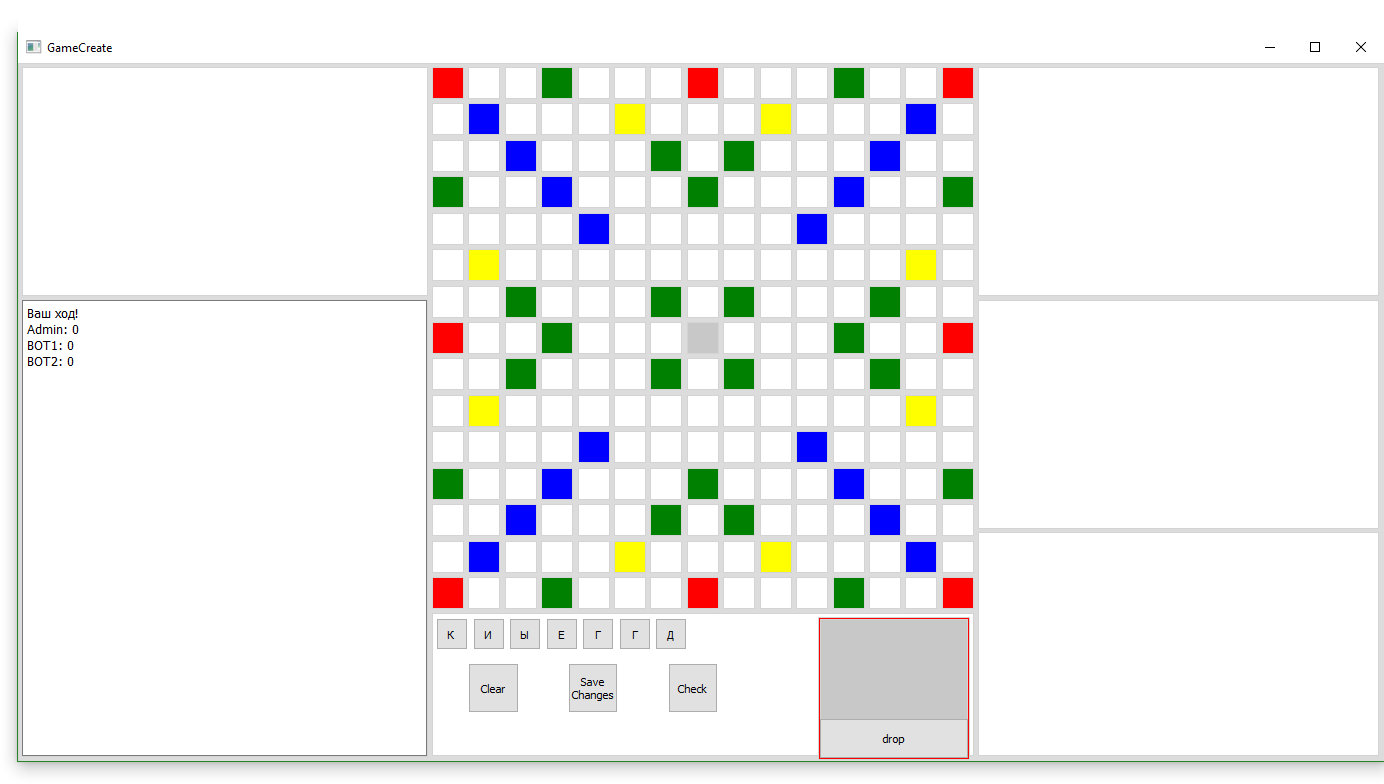 GameCreate
Ваш ход!
Admin: 0
BOT1: 0
BOT2: 0
К И Ы Е Г Г Д
Clear
Save
Changes
Check
drop